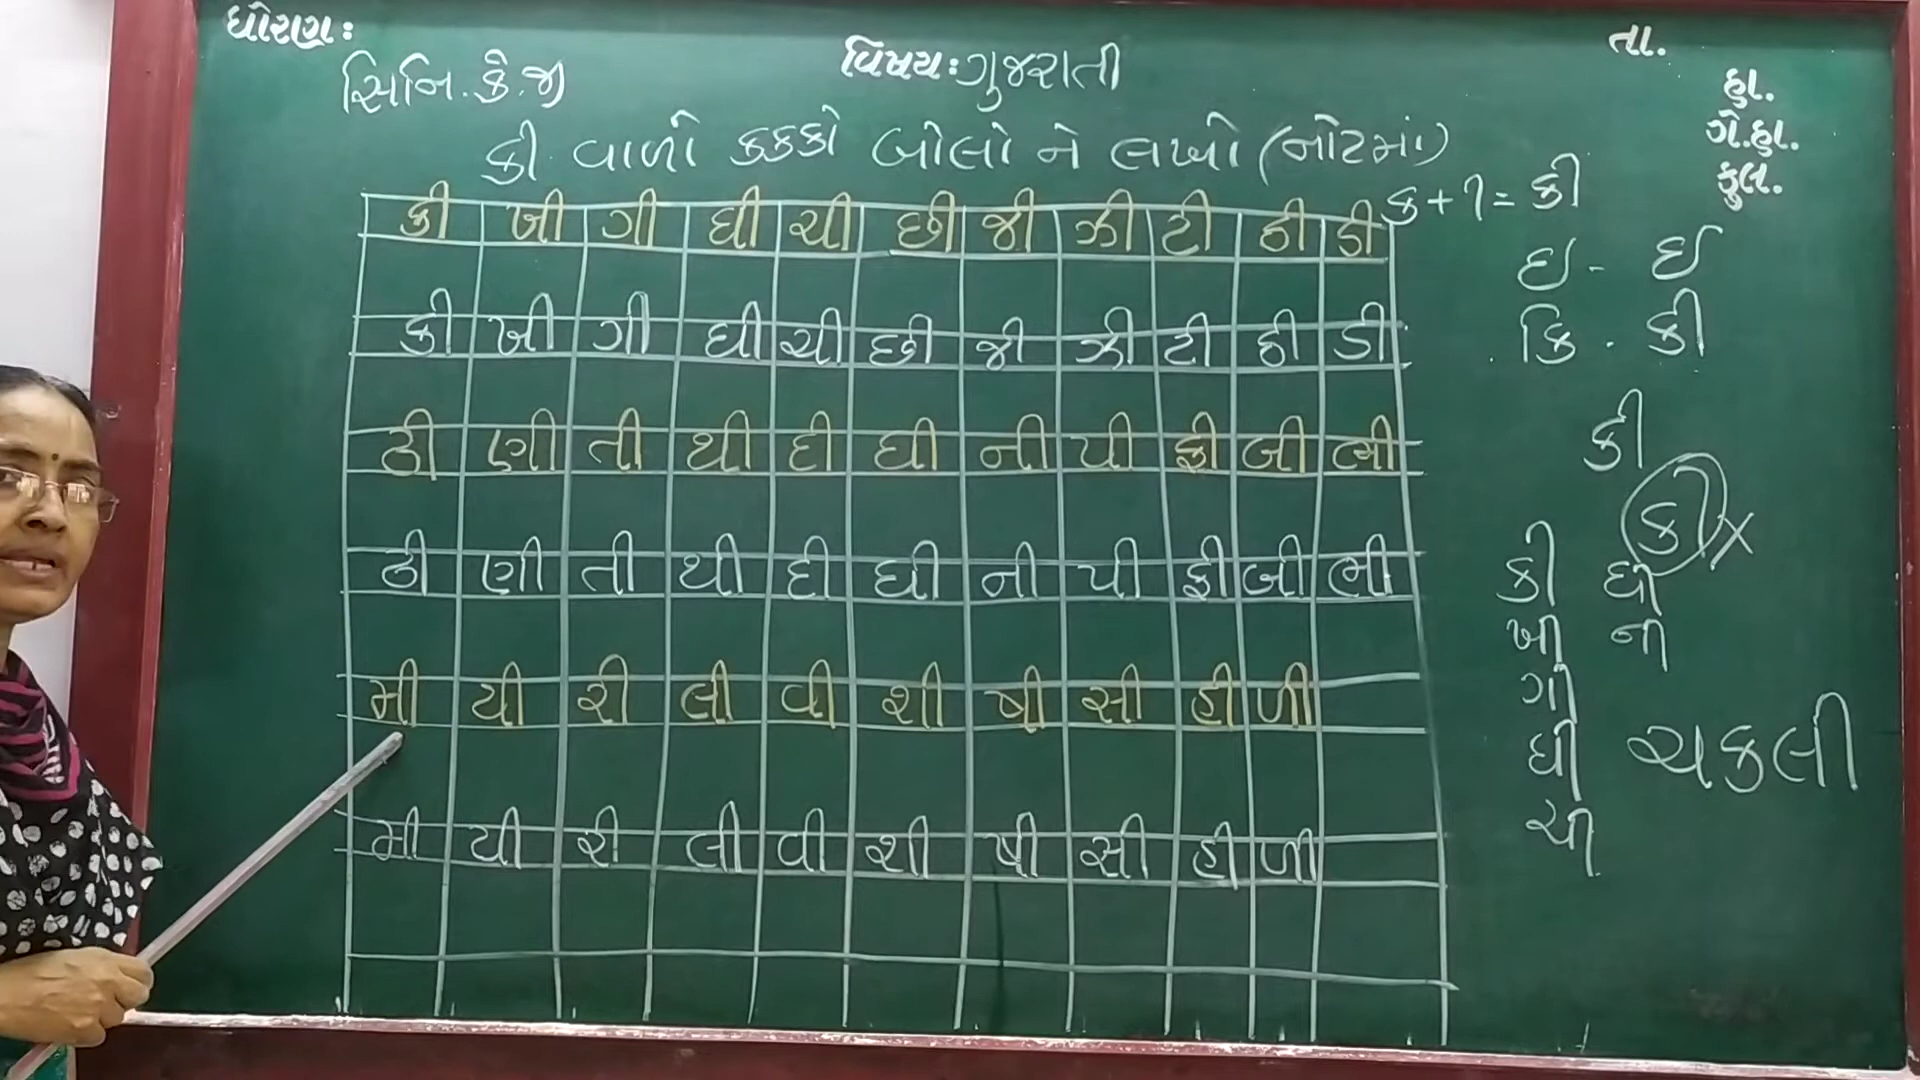 ધોરણ:
સિનિ. કે. જી
વિષય: ગુજરાતી
તા.
હા.
ગે.હા.
કુલ.
કી વાળો કક્કો બોલો ને લખો (નોટમાં)
કી ખી ગી ઘી ચી છી જી ઝી ટી ઠી ડી
કી ખી ગી ઘી ચી છી જી ઝી ટી ઠી ડી
ઢી ણી તી થી દી ધી ની પી ફી બી ભી
ઢી ણી તી થી દી ધી ની પી ફી બી ભી
મી યી રી લી વી શી ષી સી હી ળી
મી યી રી લી વી શી ષી સી હી ળી
ક + ી = કી
ઇ - ઈ
કિ - કી
કી
કી ×
કી ધી
ખી ની
ગી
ઘી ચકલી
ચી